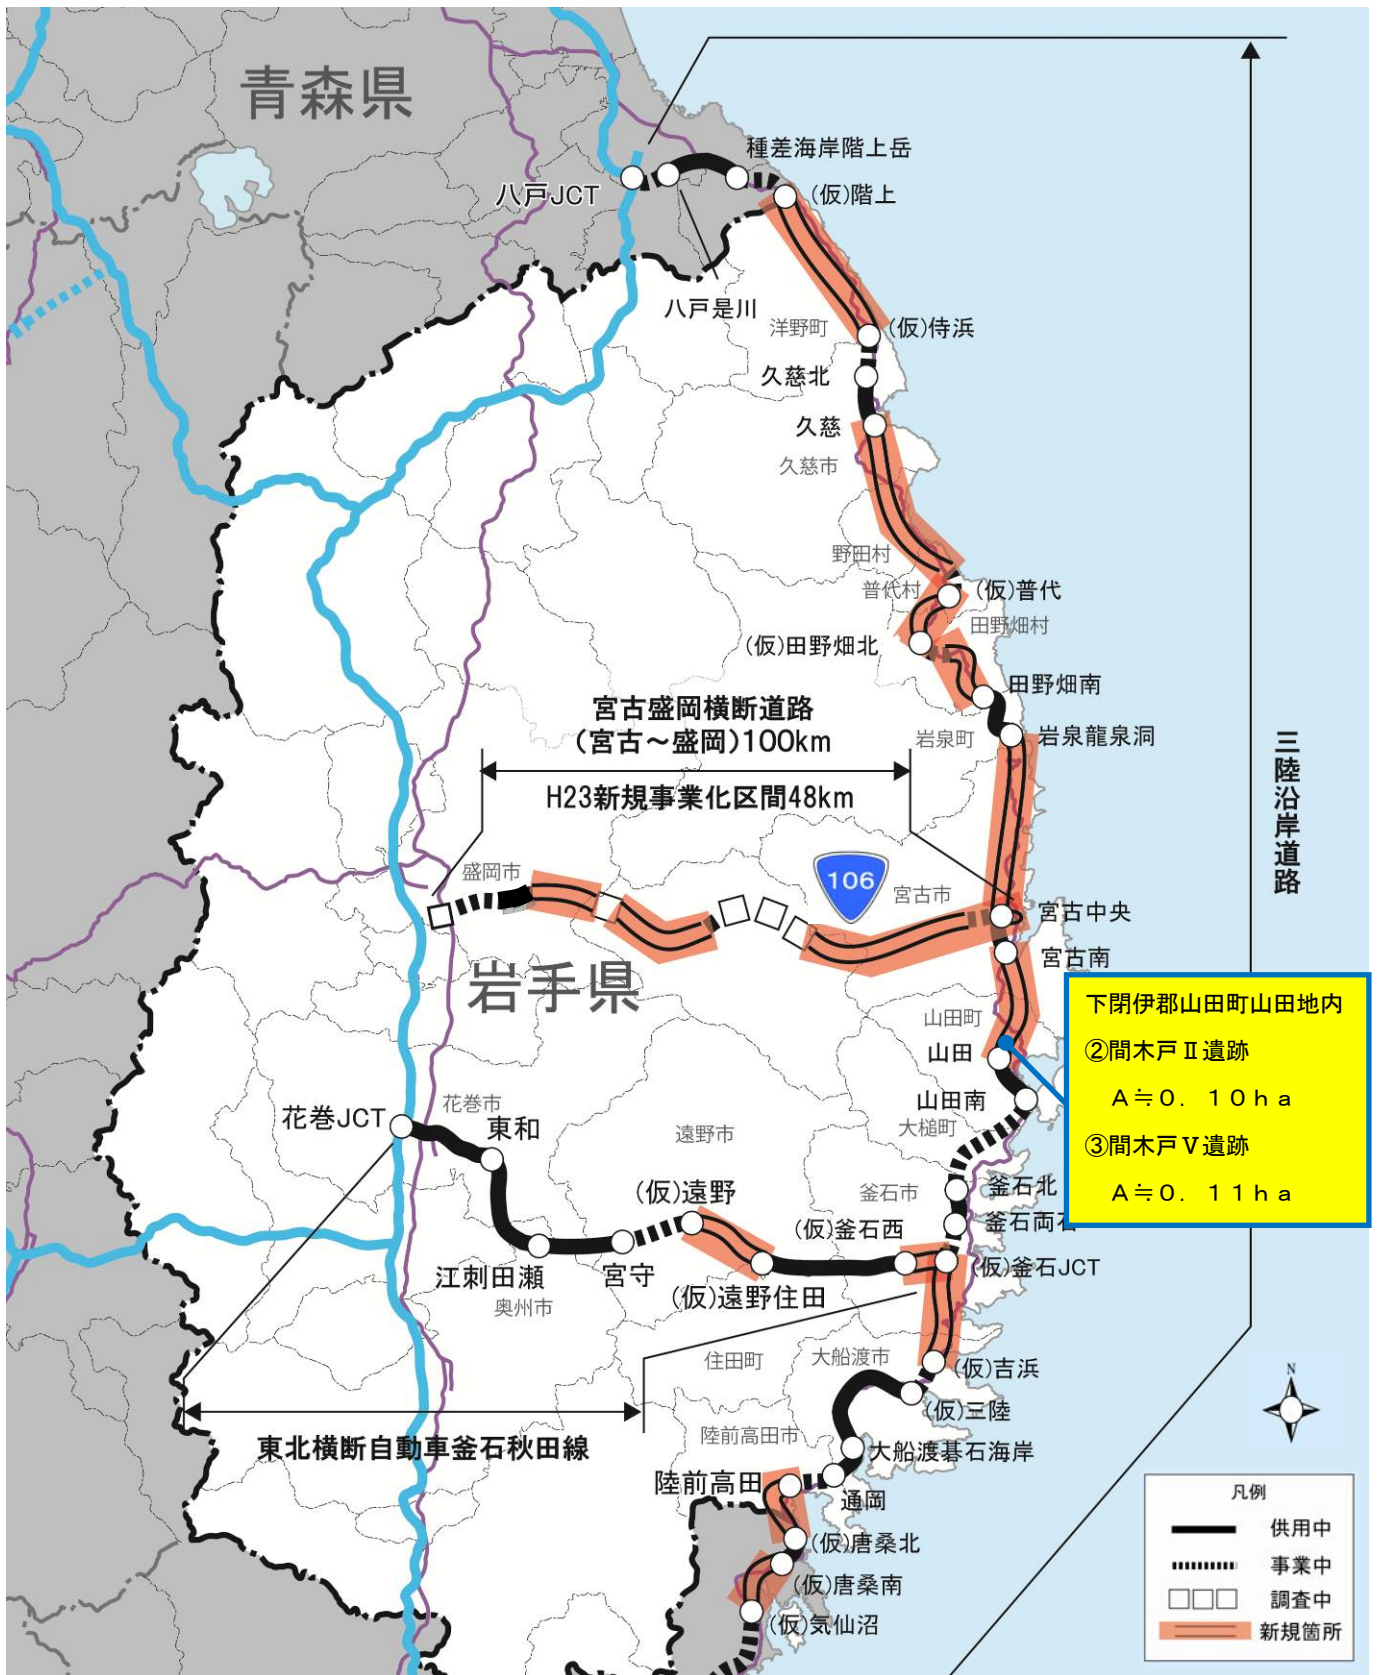 青森県
種差海岸階上岳
八戸JCT
(仮)階上
八戸是川
洋野町
(仮)侍浜
久慈北
久慈
久慈市
野田村
普代村
(仮)普代
田野畑村
(仮)田野畑北
田野畑南
宮古盛岡横断道路
(宮古～盛岡)100km
岩泉町
岩泉龍泉洞
H23新規事業化区間48km
三陸沿岸道路
盛岡市
106
宮古市
宮古中央
宮古南
岩手県
下閉伊郡山田町山田地内
②間木戸Ⅱ遺跡
A≒0.10ha
③間木戸Ⅴ遺跡
A≒0.11ha
山田町
山田
山田南
大槌町
花巻JCT
花巻市
東和
遠野市
釜石市
釜石北
(仮)遠野
(仮)釜石西
釜石両石
(仮)釜石JCT
江刺田瀬
宮守
(仮)遠野住田
奥州市
住田町
大船渡市
(仮)吉浜
(仮)三陸
東北横断自動車釜石秋田線
陸前高田市
大船渡碁石海岸
陸前高田
通岡
(仮)唐桑北
(仮)唐桑南
(仮)気仙沼
N
凡例
供用中
事業中
調査中
新規箇所